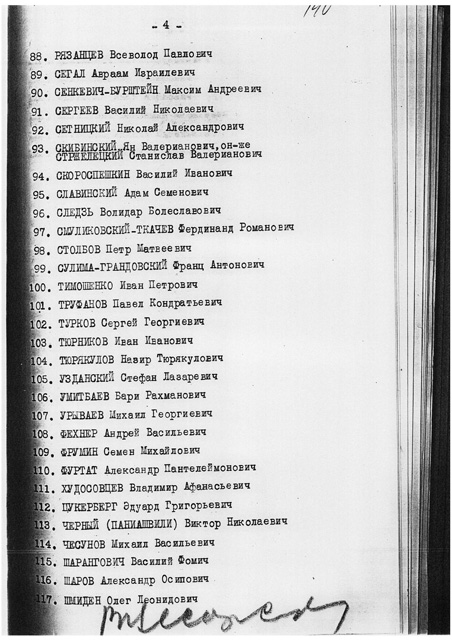 - 4 -
140
88. РЯЗАНЦЕВ Всеволод Павлович
89. СЕГАЛ Авраам Израилевич
90. СЕНКЕВИЧ-БУРШТЕЙН Максим Андреевич
91. СЕРГЕЕВ Василий Николаевич
92. СЕТНИЦКИЙ Николай Александрович
93. СКИБИНСКИЙ Ян Валерианович, он-же
СТРЖЕЛЕЦКИЙ Станислав Валерианович
94. СКОРОСПЕШКИН Василий Иванович
95. СЛАВИНСКИЙ Адам Семенович
96. СЛЕДЗЬ Волидар Болеславович
97. СМУЛИКОВСКИЙ-ТКАЧЕВ Фердинанд Романович
98. СТОЛБОВ Петр Матвеевич
99. СУЛИМА-ГРАНДОВСКИЙ Франц Антонович
100. ТИМОШЕНКО Иван Петрович
101. ТРУФАНОВ Павел Кондратьевич
102. ТУРКОВ Сергей Георгиевич
103. ТЮРНИКОВ Иван Иванович
104. ТЮРЯКУЛОВ Назир Тюрякулович
105. УЗДАНСКИЙ Стефан Лазаревич
106. УМИТБАЕВ Бари Рахманович
107. УРЫВАЕВ Михаил Георгиевич
108. ФЕХНЕР Андрей Васильевич
109. ФРУМИН Семен Михайлович
110. ФУРТАТ Александр Пантелеймонович
111. ХУДОСОВЦЕВ Владимир Афанасьевич
112. ЦУКЕРБЕРГ Эдуард Григорьевич
113. ЧЕРНЫЙ (ПАНИАШВИЛИ) Виктор Николаевич
114. ЧЕСУНОВ Михаил Васильевич
115. ШАРАНГОВИЧ Василий Фомич
116. ШАРОВ Александр Осипович
117. ШМИДЕН Олег Леонидович